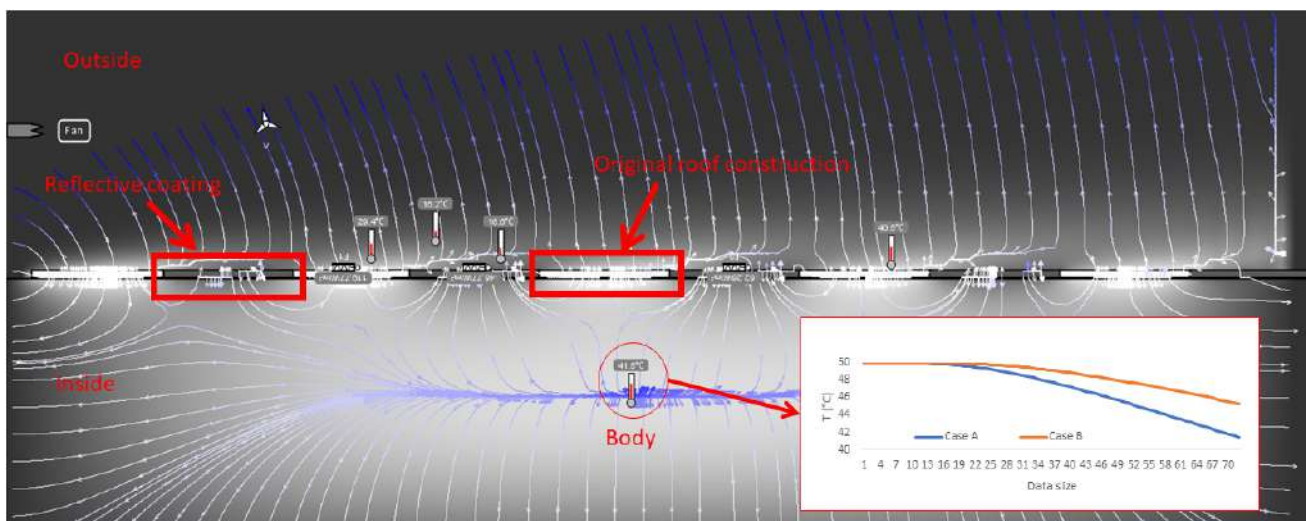 Outside
Fan
Reflective coating
Original roof construction
Inside
41.8°C
Body
50
48
46
44
42
40
T [°C]
Case A
Case B
1 4 7 10 13 16 19 22 25 28 31 34 37 40 43 46 49 52 55 58 61 64 67 70
Data size